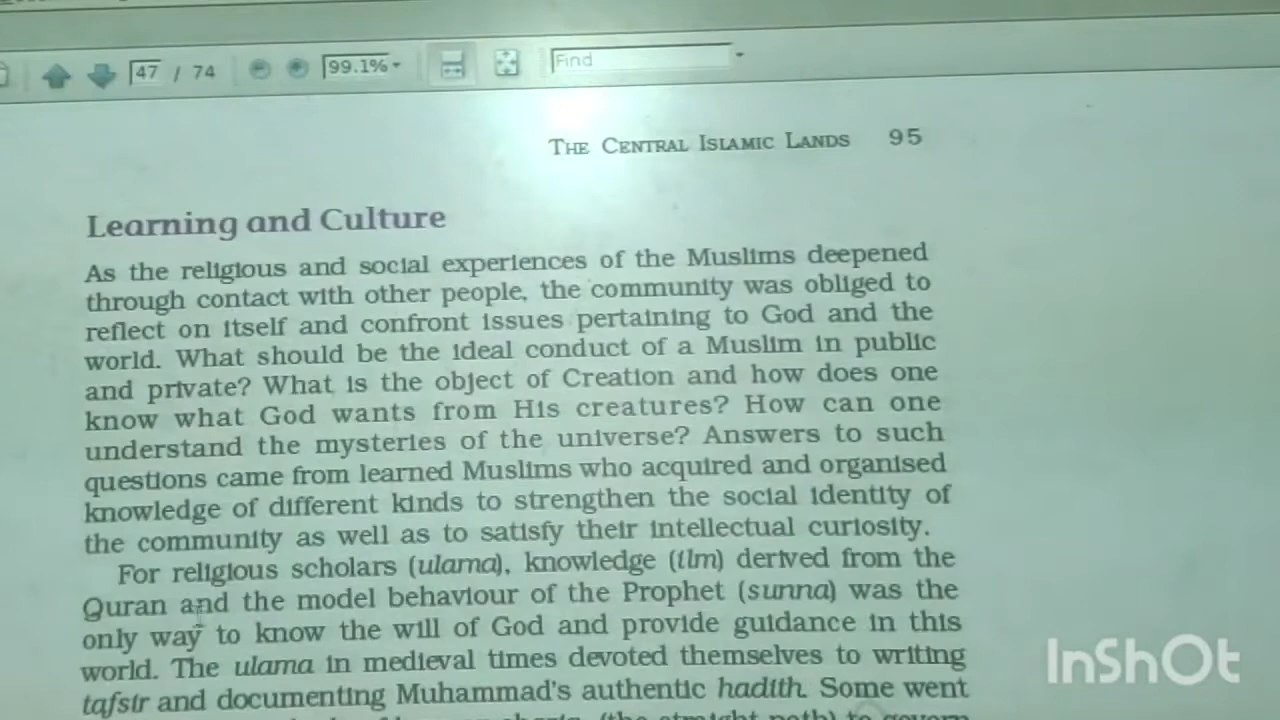 47 / 74 99.1% Find
THE CENTRAL ISLAMIC LANDS 95
Learning and Culture
As the religious and social experiences of the Muslims deepened
through contact with other people, the community was obliged to
reflect on itself and confront issues pertaining to God and the
world. What should be the ideal conduct of a Muslim in public
and private? What is the object of Creation and how does one
know what God wants from His creatures? How can one
understand the mysteries of the universe? Answers to such
questions came from learned Muslims who acquired and organised
knowledge of different kinds to strengthen the social identity of
the community as well as to satisfy their intellectual curiosity.
For religious scholars (ulama), knowledge (ilm) derived from the
Quran and the model behaviour of the Prophet (sunna) was the
only way to know the will of God and provide guidance in this
world. The ulama in medieval times devoted themselves to writing
tafsir and documenting Muhammad's authentic hadith. Some went
(the straight path) to govern
InShOt